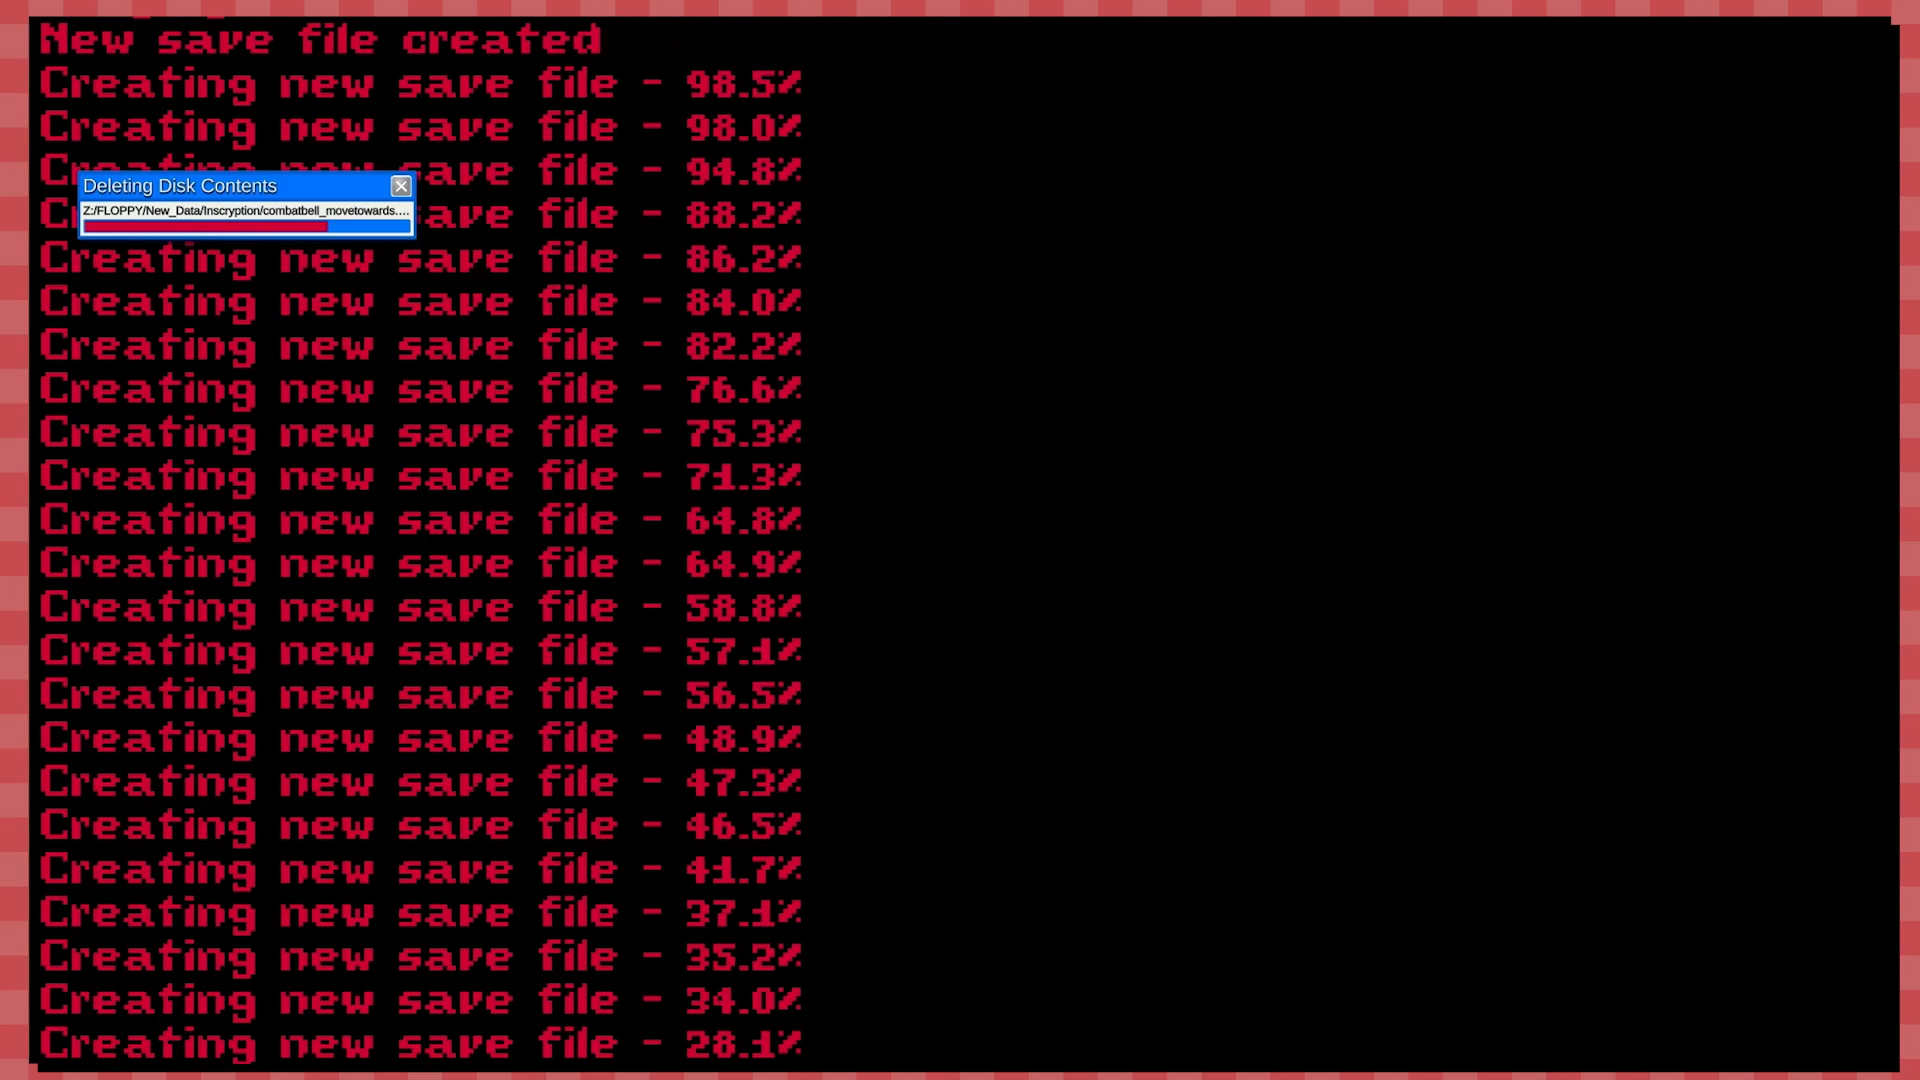 New save file created
Creating new save file - 98.5%
Creating new save file - 98.0%
Creating new save file - 94.8%
Deleting Disk Contents
Z:/FLOPPY/New_Data/Inscryption/combatbell_movetowards....
save file - 88.2%
Creating new save file - 86.2%
Creating new save file - 84.0%
Creating new save file - 82.2%
Creating new save file - 76.6%
Creating new save file - 75.3%
Creating new save file - 71.3%
Creating new save file - 64.8%
Creating new save file - 64.9%
Creating new save file - 58.8%
Creating new save file - 57.1%
Creating new save file - 56.5%
Creating new save file - 48.9%
Creating new save file - 47.3%
Creating new save file - 46.5%
Creating new save file - 41.7%
Creating new save file - 37.1%
Creating new save file - 35.2%
Creating new save file - 34.0%
Creating new save file - 28.1%